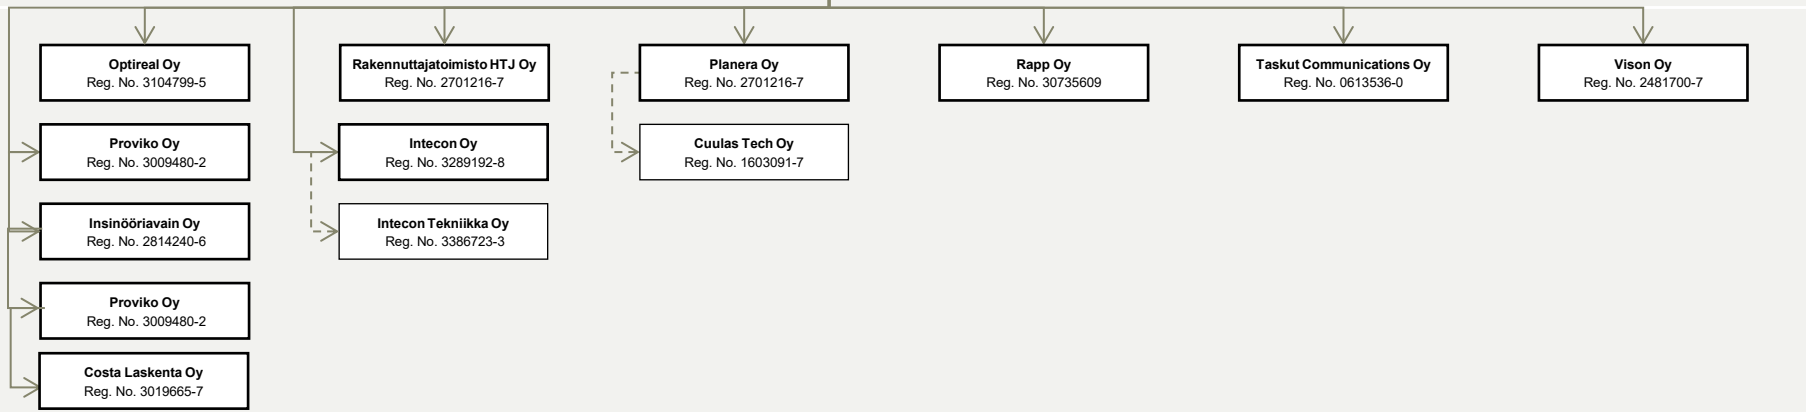 Optireal Oy
Reg. No. 3104799-5
Rakennuttajatoimisto HTJ Oy
Reg. No. 2701216-7
Planera Oy
Reg. No. 2701216-7
Rapp Oy
Reg. No. 30735609
Taskut Communications Oy
Reg. No. 0613536-0
Vison Oy
Reg. No. 2481700-7
Proviko Oy
Reg. No. 3009480-2
Intecon Oy
Reg. No. 3289192-8
Cuulas Tech Oy
Reg. No. 1603091-7
Insinööriavain Oy
Reg. No. 2814240-6
Intecon Tekniikka Oy
Reg. No. 3386723-3
Proviko Oy
Reg. No. 3009480-2
Costa Laskenta Oy
Reg. No. 3019665-7